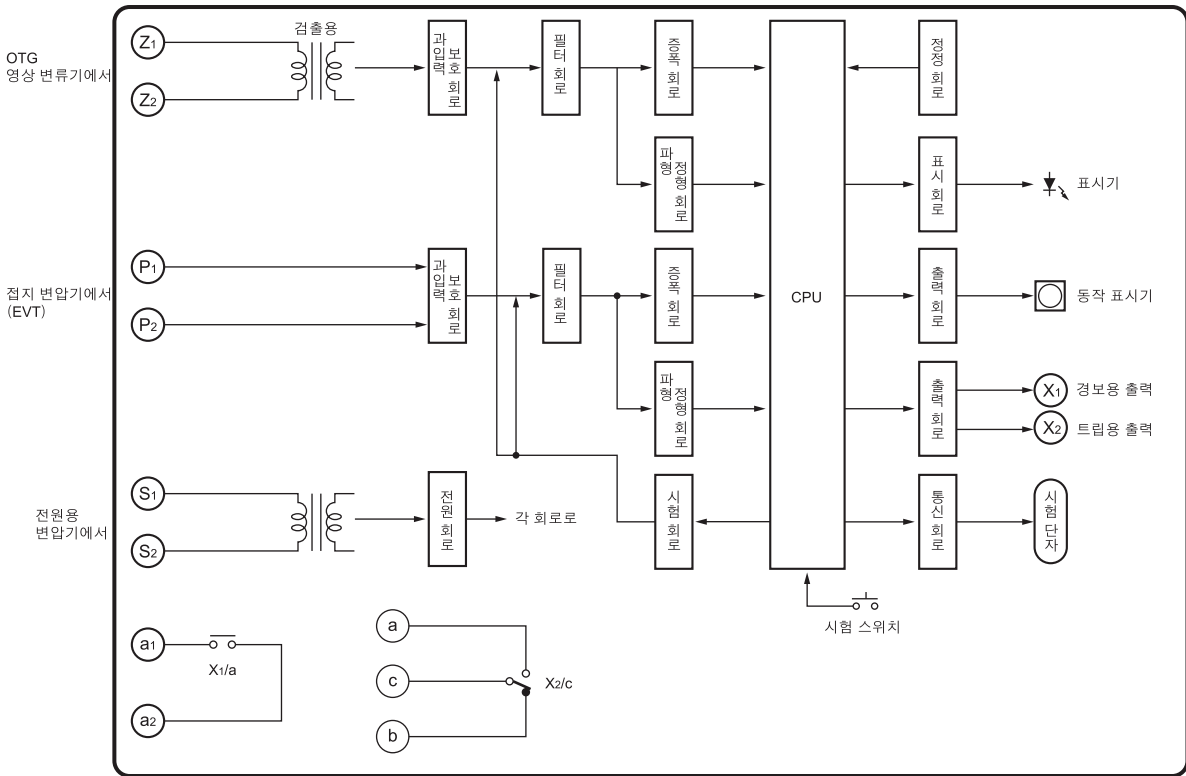 OTG
영상 변류기에서
Z1
Z2
검출용
과입력
보호회로
필터 회로
증폭 회로
정정 회로
파형
정형 회로
표시 회로
표시기
접지 변압기에서
(EVT)
P1
P2
과입력
보호회로
필터 회로
증폭 회로
CPU
출력 회로
동작 표시기
파형
정형 회로
출력 회로
X1
경보용 출력
X2
트립용 출력
전원용
변압기에서
S1
S2
전원 회로
각 회로로
시험 회로
통신 회로
시험 단자
시험 스위치
a1
a2
X1/a
a
c
b
X2/c